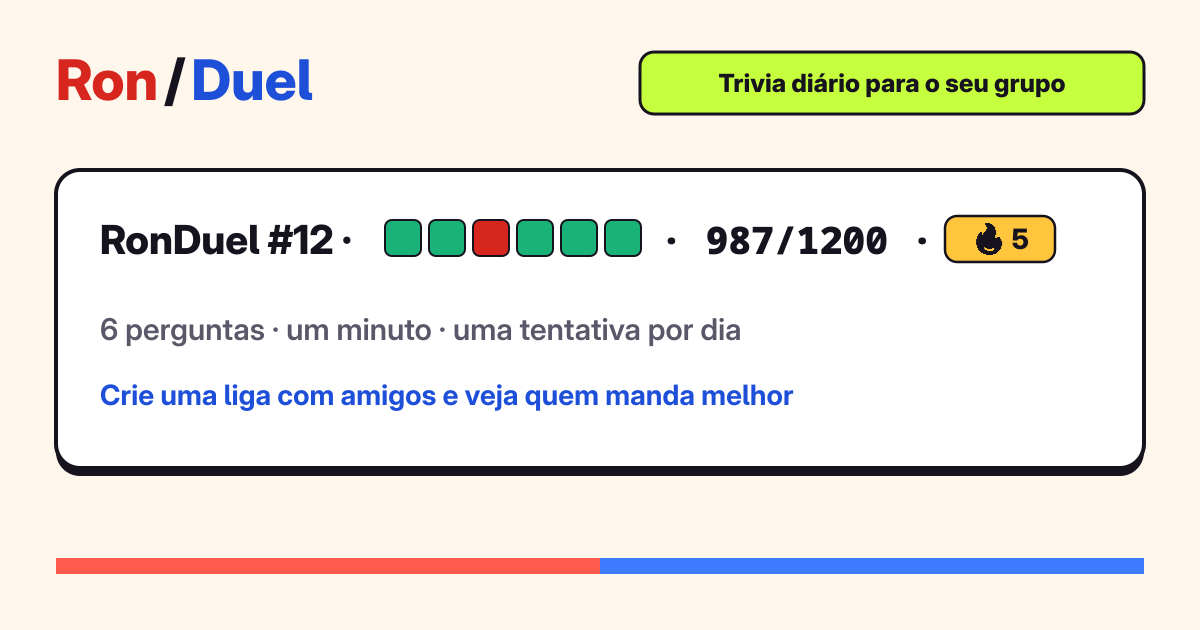 Ron/Duel
Trivia diário para o seu grupo
RonDuel #12 · 🟩🟩🟥🟩🟩🟩 · 987/1200 · 🔥 5
6 perguntas · um minuto · uma tentativa por dia
Crie uma liga com amigos e veja quem manda melhor